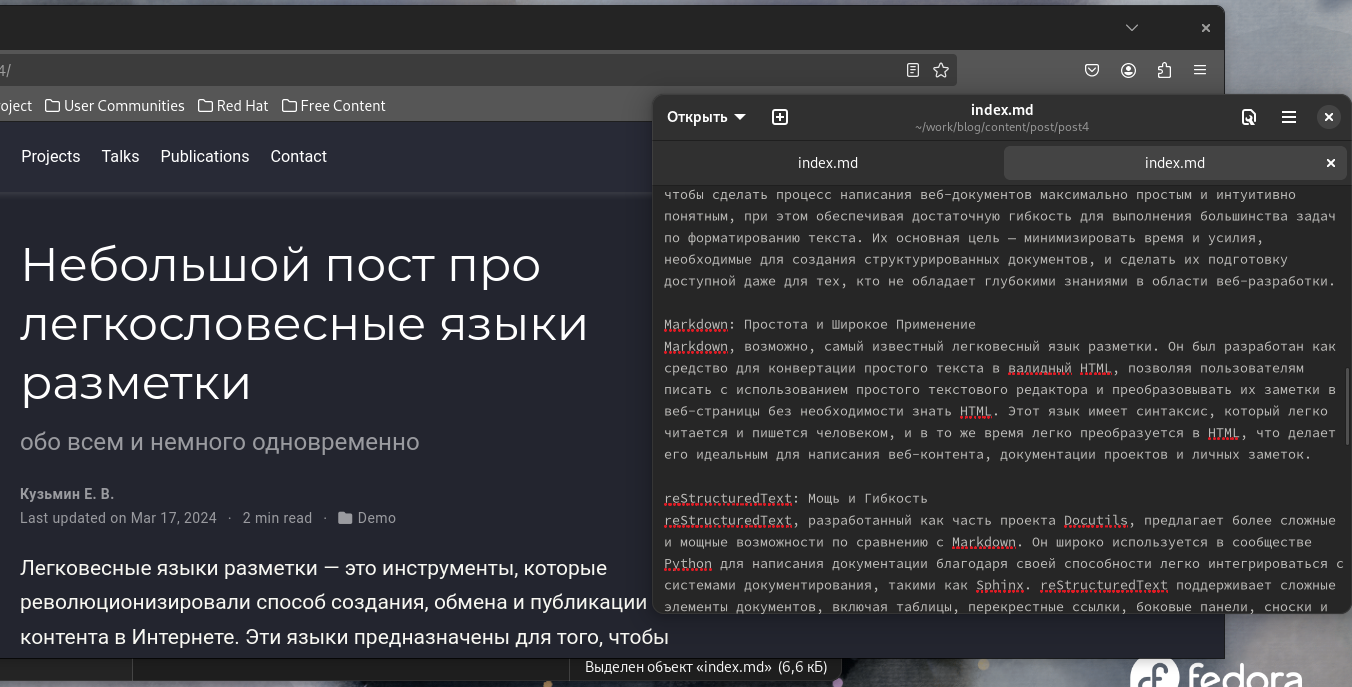 4/
oject User Communities Red Hat Free Content
Projects Talks Publications Contact
Небольшой пост про
легкословесные языки
разметки
обо всем и немного одновременно
Кузьмин Е. В.
Last updated on Mar 17, 2024 · 2 min read · Demo
Легковесные языки разметки — это инструменты, которые
революционизировали способ создания, обмена и публикации
контента в Интернете. Эти языки предназначены для того, чтобы
Открыть
index.md
~/work/blog/content/post/post4
index.md
index.md
чтобы сделать процесс написания веб-документов максимально простым и интуитивно
понятным, при этом обеспечивая достаточную гибкость для выполнения большинства задач
по форматированию текста. Их основная цель — минимизировать время и усилия,
необходимые для создания структурированных документов, и сделать их подготовку
доступной даже для тех, кто не обладает глубокими знаниями в области веб-разработки.
Markdown: Простота и Широкое Применение
Markdown, возможно, самый известный легковесный язык разметки. Он был разработан как
средство для конвертации простого текста в валидный HTML, позволяя пользователям
писать с использованием простого текстового редактора и преобразовывать их заметки в
веб-страницы без необходимости знать HTML. Этот язык имеет синтаксис, который легко
читается и пишется человеком, и в то же время легко преобразуется в HTML, что делает
его идеальным для написания веб-контента, документации проектов и личных заметок.
reStructuredText: Мощь и Гибкость
reStructuredText, разработанный как часть проекта Docutils, предлагает более сложные
и мощные возможности по сравнению с Markdown. Он широко используется в сообществе
Python для написания документации благодаря своей способности легко интегрироваться с
системами документирования, такими как Sphinx. reStructuredText поддерживает сложные
элементы документов, включая таблицы, перекрестные ссылки, боковые панели, сноски и
Выделен объект «index.md» (6,6 кБ)
fedora